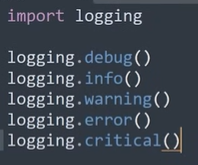 import logging
logging.debug()
logging.info()
logging.warning()
logging.error()
logging.critical()